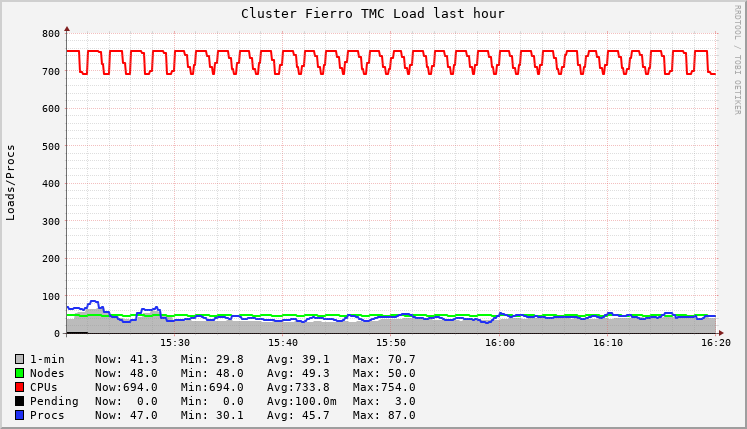 Cluster Fierro TMC Load last hour
RRDTOOL / TOBI OETIKER
Loads/Procs
800
700
600
500
400
300
200
100
0
15:30 15:40 15:50 16:00 16:10 16:20
1-min Now: 41.3 Min: 29.8 Avg: 39.1 Max: 70.7
Nodes Now: 48.0 Min: 48.0 Avg: 49.3 Max: 50.0
CPUs Now:694.0 Min:694.0 Avg:733.8 Max:754.0
Pending Now: 0.0 Min: 0.0 Avg:100.0m Max: 3.0
Procs Now: 47.0 Min: 30.1 Avg: 45.7 Max: 87.0